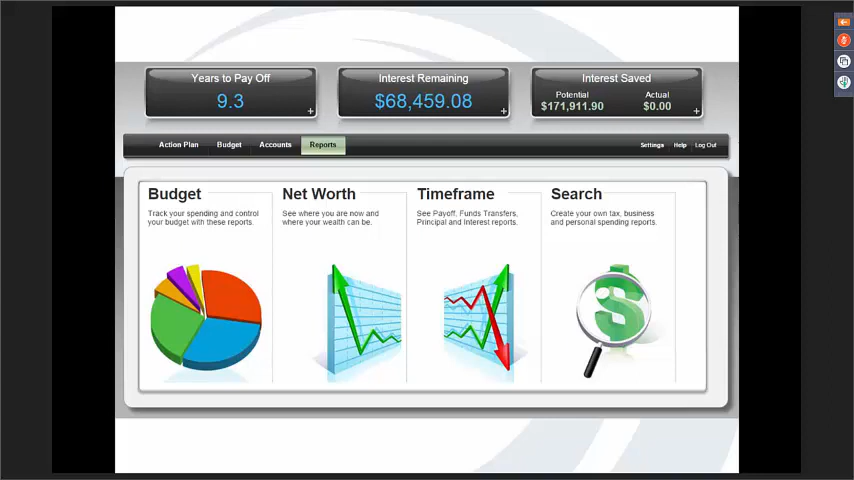 Years to Pay Off
9.3
+
Interest Remaining
$68,459.08
+
Interest Saved
Potential Actual
$171,911.90 $0.00
+
Action Plan Budget Accounts Reports Settings Help Log Out
Budget
Track your spending and control
your budget with these reports.
Net Worth
See where you are now and
where your wealth can be.
Timeframe
See Payoff, Funds Transfers,
Principal and Interest reports.
Search
Create your own tax, business
and personal spending reports.
$